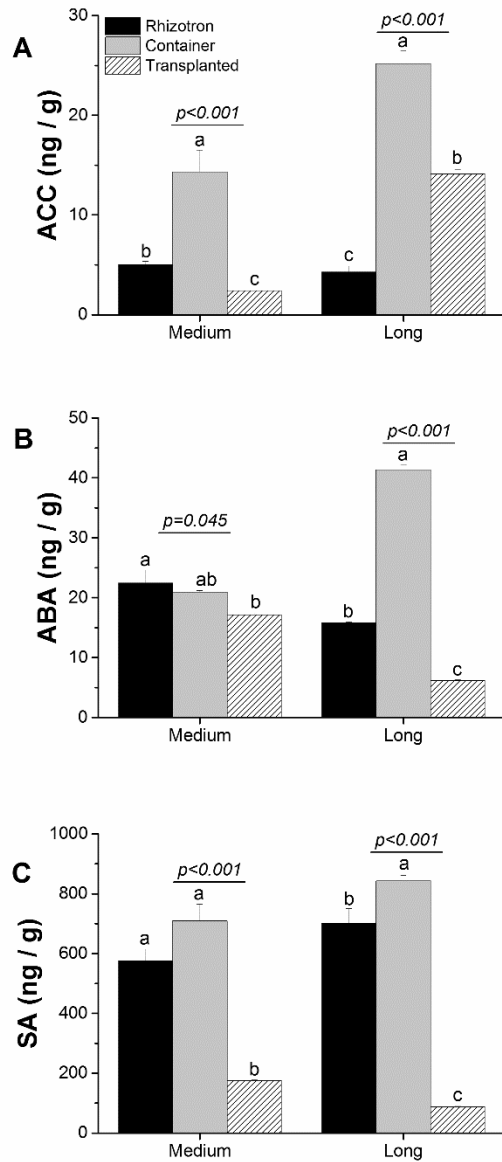 A
Rhizotron
Container
Transplanted
ACC (ng / g)
30
20
10
0
p<0.001
p<0.001
b
a
c
c
a
b
Medium
Long
B
ABA (ng / g)
50
40
30
20
10
0
p=0.045
p<0.001
a
ab
b
b
a
c
Medium
Long
C
SA (ng / g)
1000
800
600
400
200
0
p<0.001
p<0.001
a
a
b
b
a
c
Medium
Long